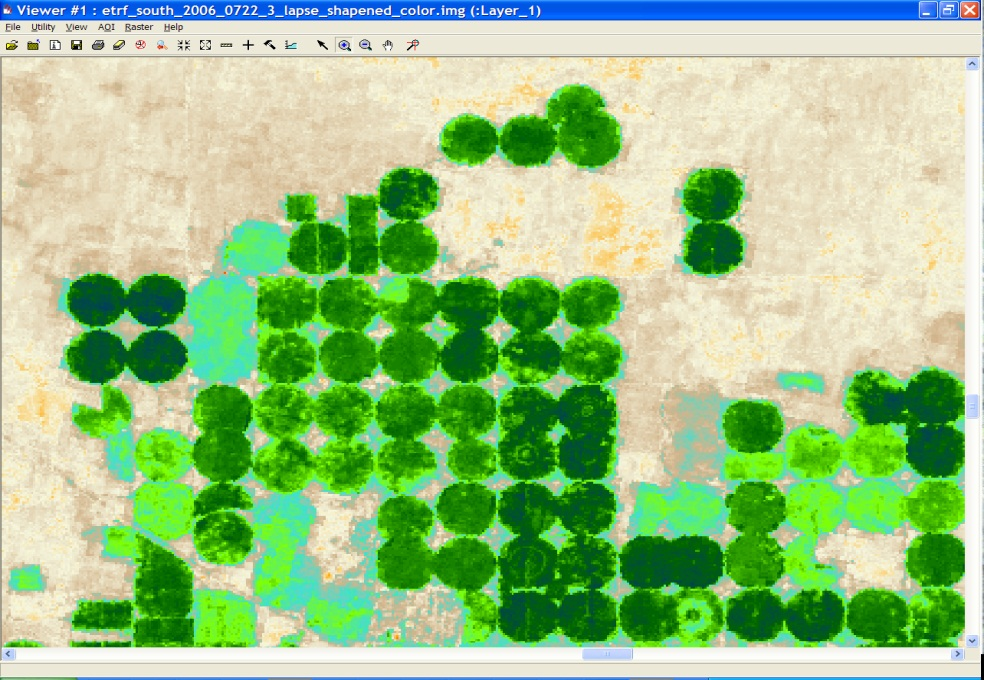 Viewer #1 : etrf_south_2006_0722_3_lapse_shapened_color.img (:Layer_1)
File Utility View AOI Raster Help